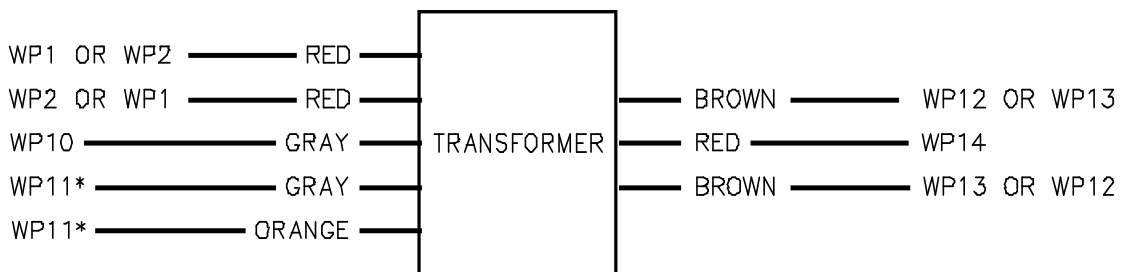 WP1 OR WP2 RED
WP2 OR WP1 RED BROWN WP12 OR WP13
WP10 GRAY TRANSFORMER RED WP14
WP11* GRAY BROWN WP13 OR WP12
WP11* ORANGE